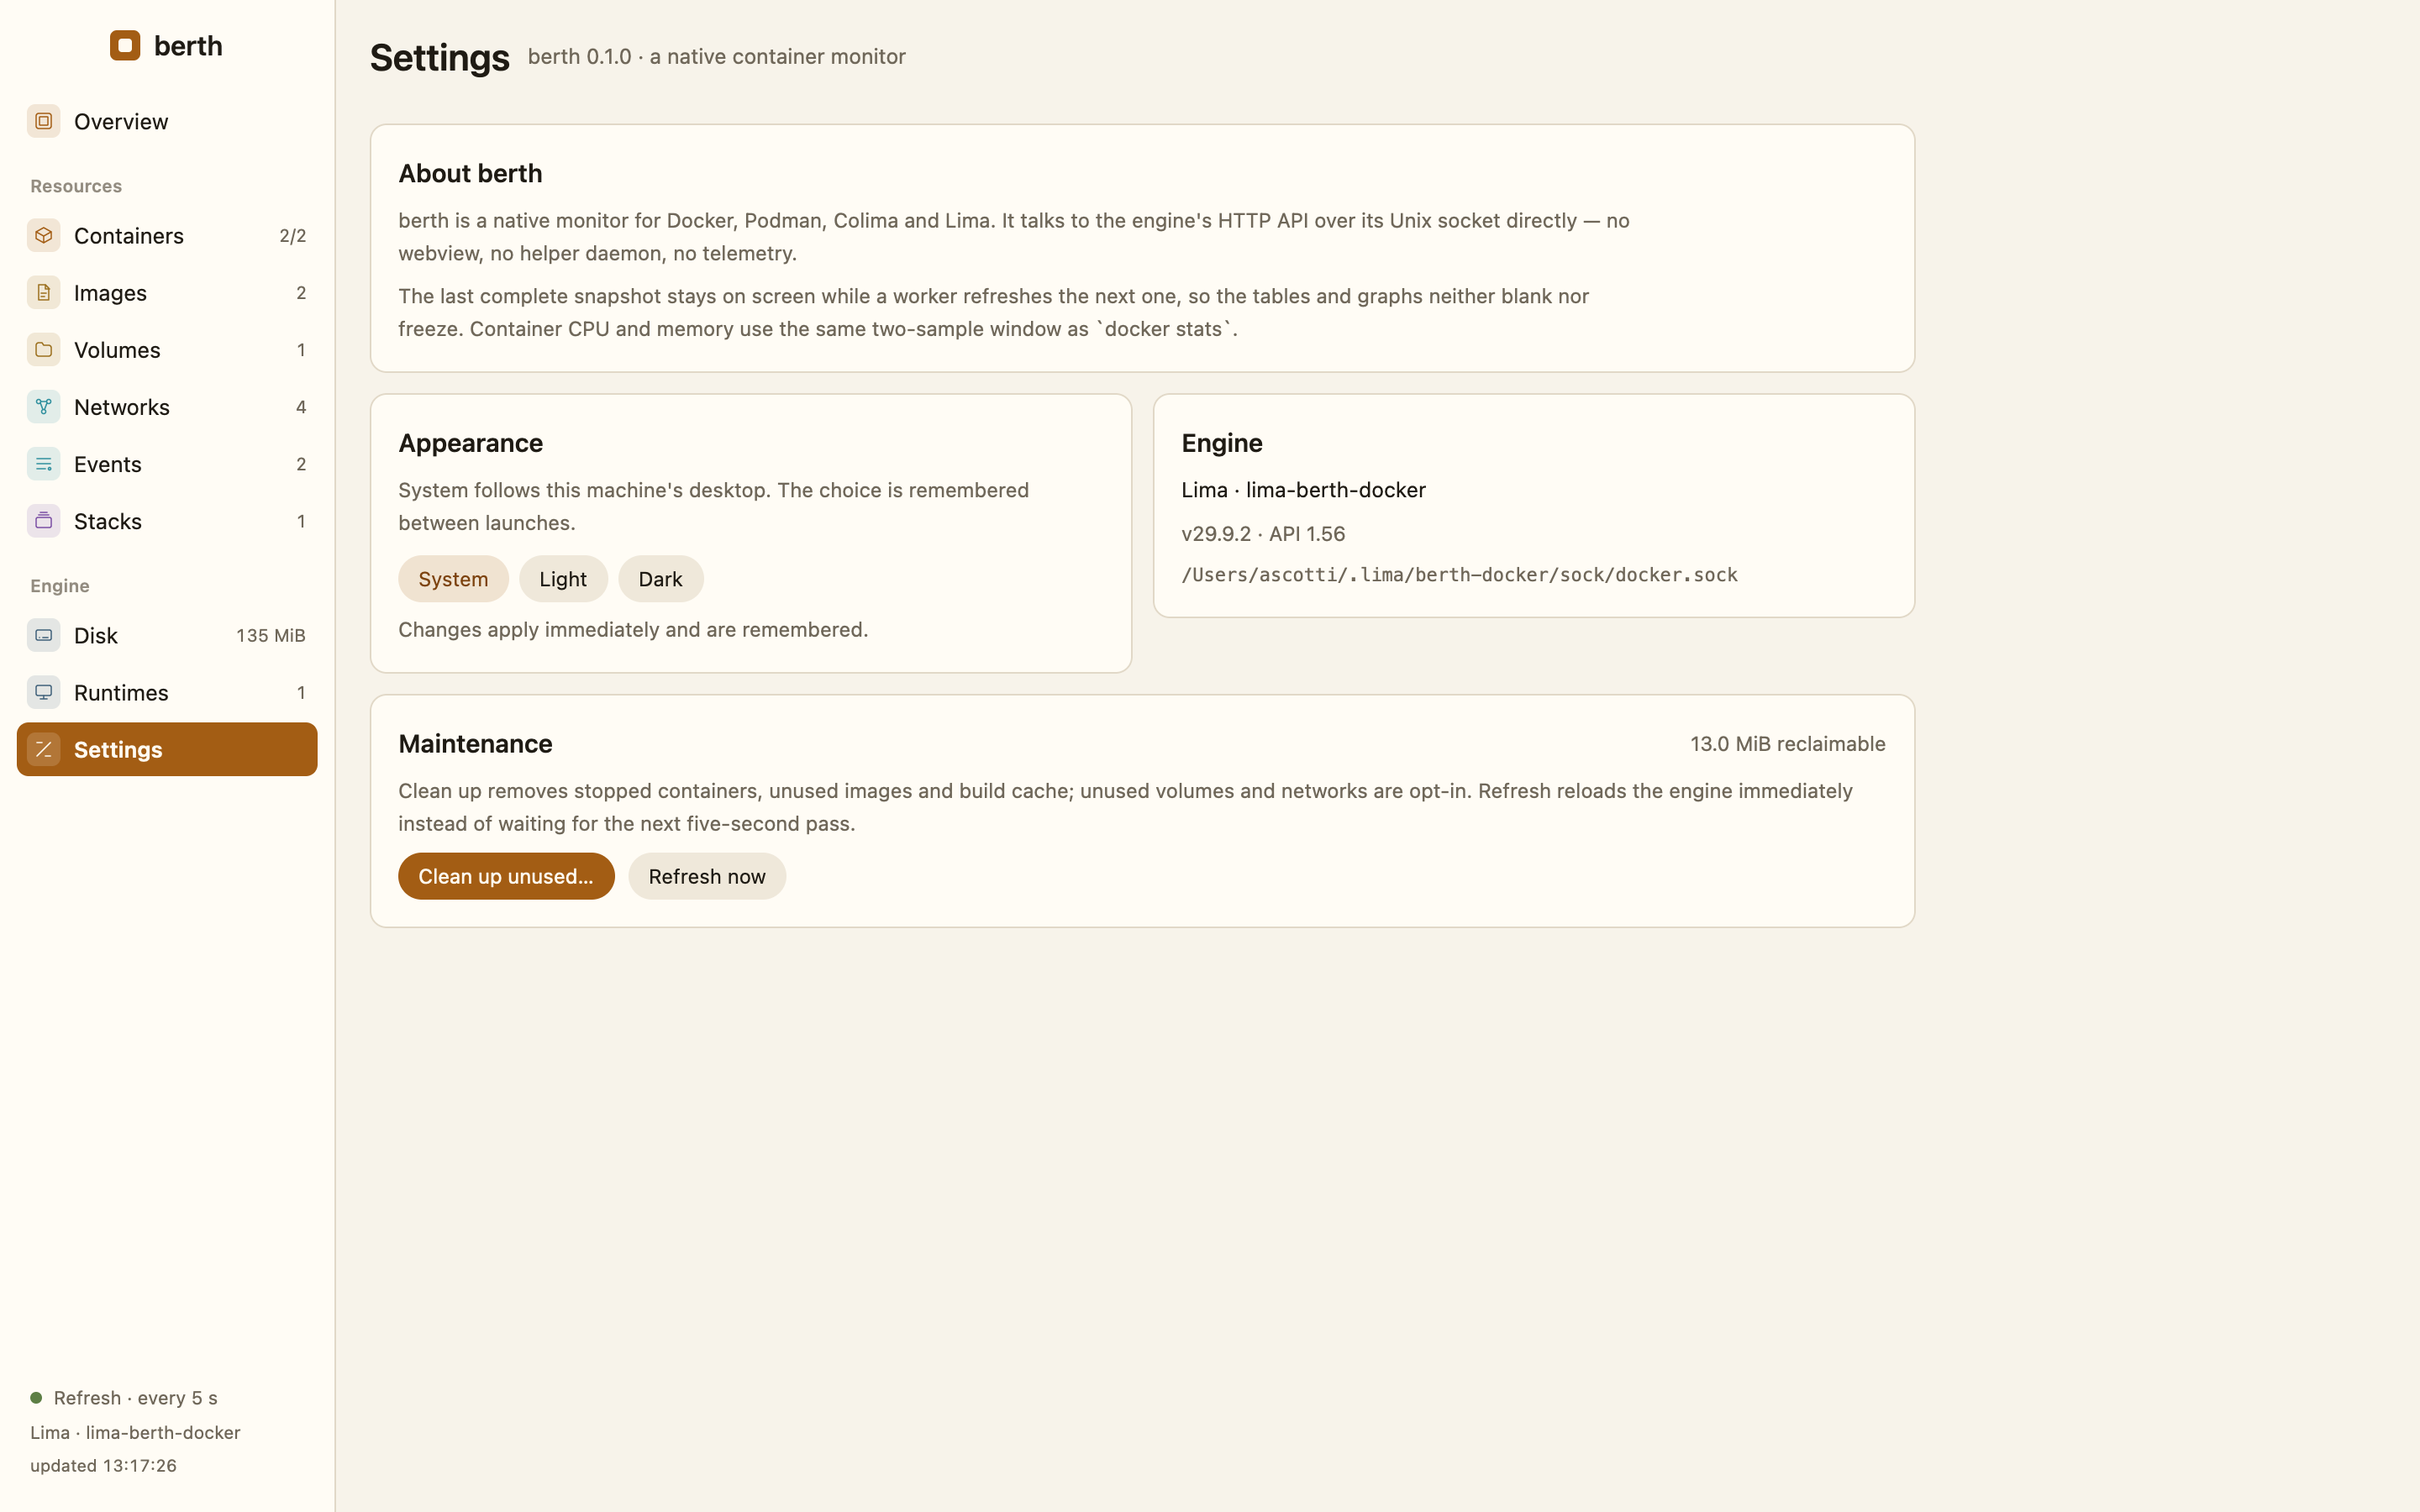 berth
Overview
Resources
Containers 2/2
Images 2
Volumes 1
Networks 4
Events 2
Stacks 1
Engine
Disk 135 MiB
Runtimes 1
Settings
Refresh · every 5 s
Lima · lima-berth-docker
updated 13:17:26
Settings berth 0.1.0 · a native container monitor
About berth
berth is a native monitor for Docker, Podman, Colima and Lima. It talks to the engine's HTTP API over its Unix socket directly — no
webview, no helper daemon, no telemetry.
The last complete snapshot stays on screen while a worker refreshes the next one, so the tables and graphs neither blank nor
freeze. Container CPU and memory use the same two-sample window as `docker stats`.
Appearance
System follows this machine's desktop. The choice is remembered
between launches.
System Light Dark
Changes apply immediately and are remembered.
Engine
Lima · lima-berth-docker
v29.9.2 · API 1.56
/Users/ascotti/.lima/berth-docker/sock/docker.sock
Maintenance 13.0 MiB reclaimable
Clean up removes stopped containers, unused images and build cache; unused volumes and networks are opt-in. Refresh reloads the engine immediately
instead of waiting for the next five-second pass.
Clean up unused... Refresh now